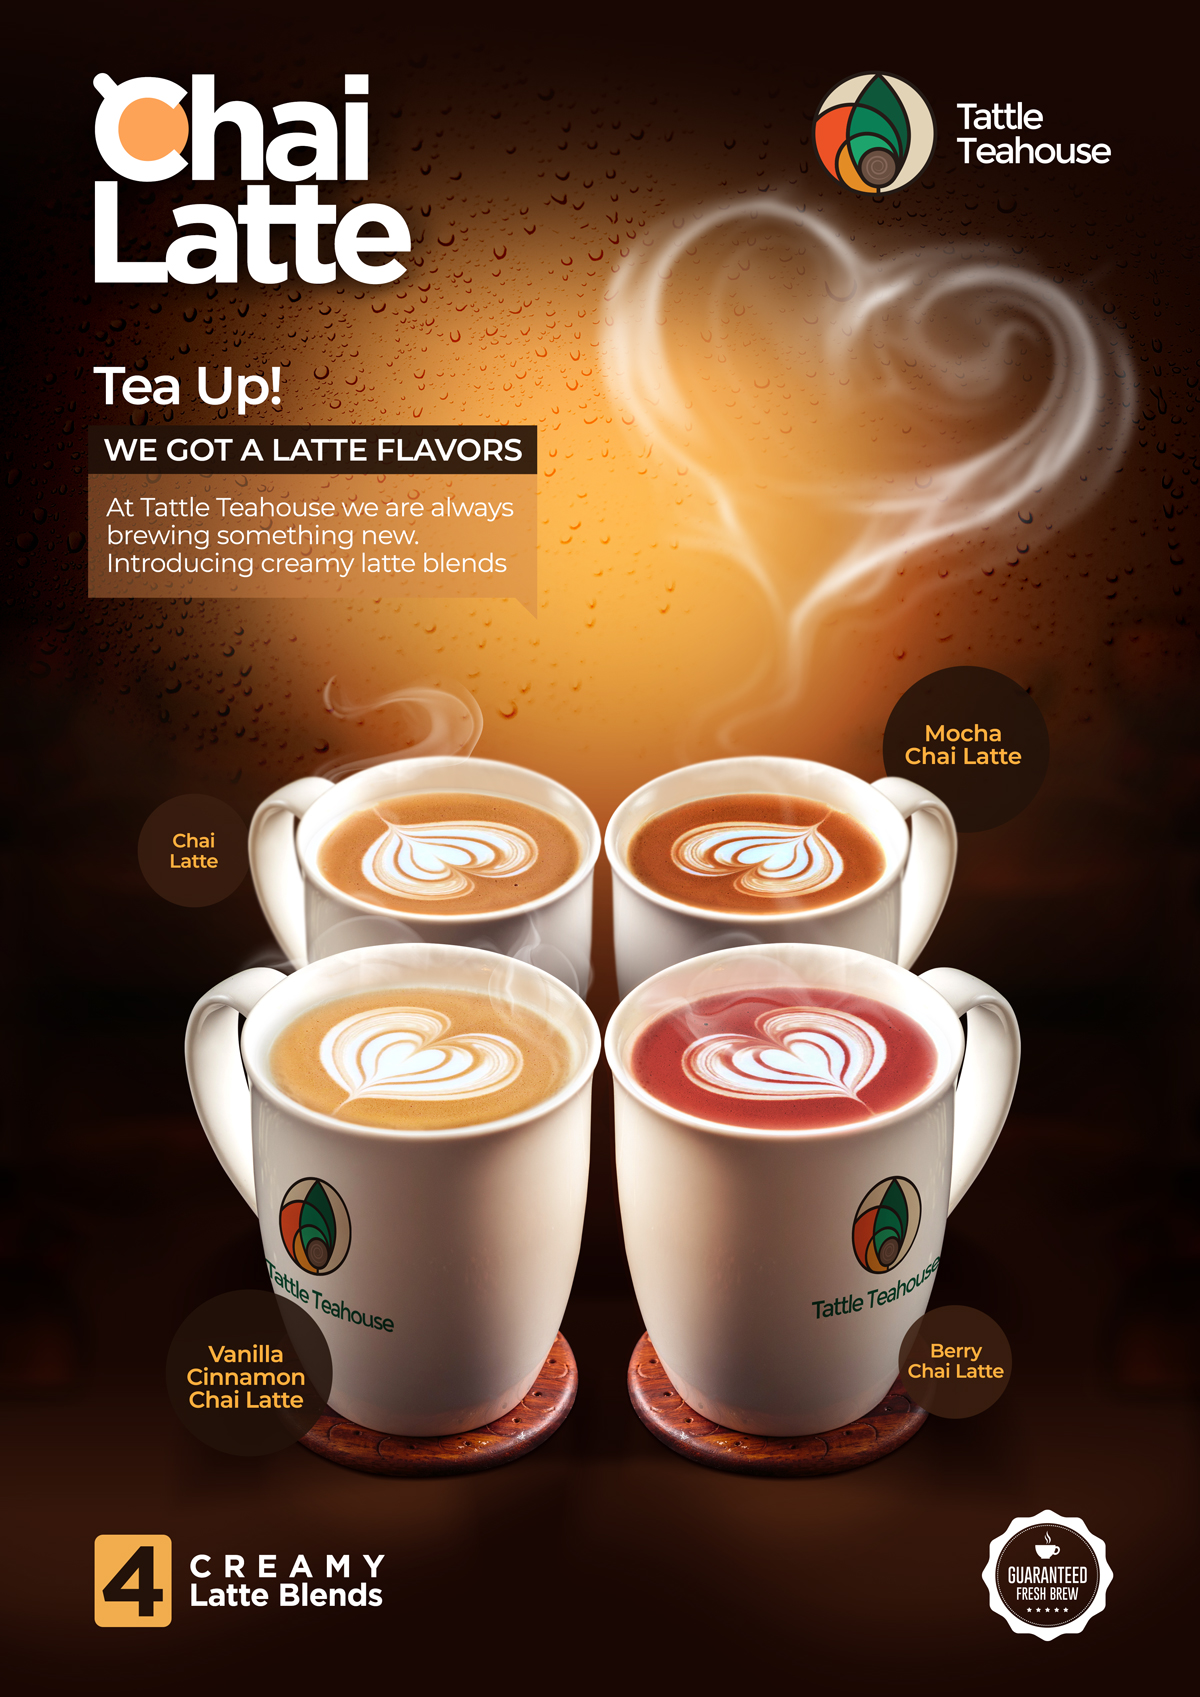 Chai
Latte
Tattle
Teahouse
Tea Up!
WE GOT A LATTE FLAVORS
At Tattle Teahouse we are always
brewing something new.
Introducing creamy latte blends
Mocha
Chai Latte
Chai
Latte
Tattle Teahouse
Tattle Teahouse
Vanilla
Cinnamon
Chai Latte
Berry
Chai Latte
4
CREAMY
Latte Blends
GUARANTEED
FRESH BREW